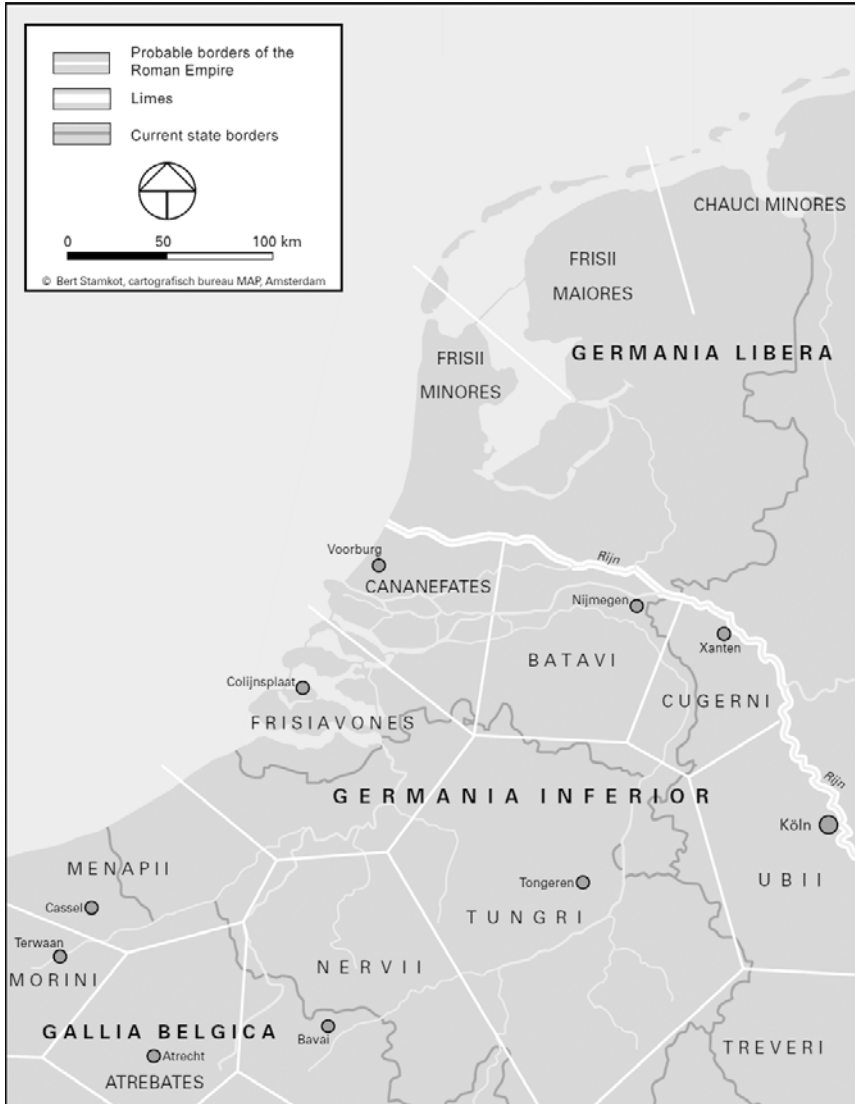 Probable borders of the
Roman Empire
Limes
Current state borders
0 50 100 km
© Bert Stamkot, cartografisch bureau MAP, Amsterdam
CHAUCI MINORES
FRISII
MAIORES
GERMANIA LIBERA
FRISII
MINORES
Voorburg
Rijn
CANANEFATES
Nijmegen
Xanten
BATAVI
Colijnsplaat
CUGERNI
FRISIAVONES
Rijn
GERMANIA INFERIOR
Köln
MENAPII
Tongeren
UBII
Cassel
TUNGRI
Terwaan
NERVII
MORINI
GALLIA BELGICA
Bavai
Atrecht
TREVERI
ATREBATES